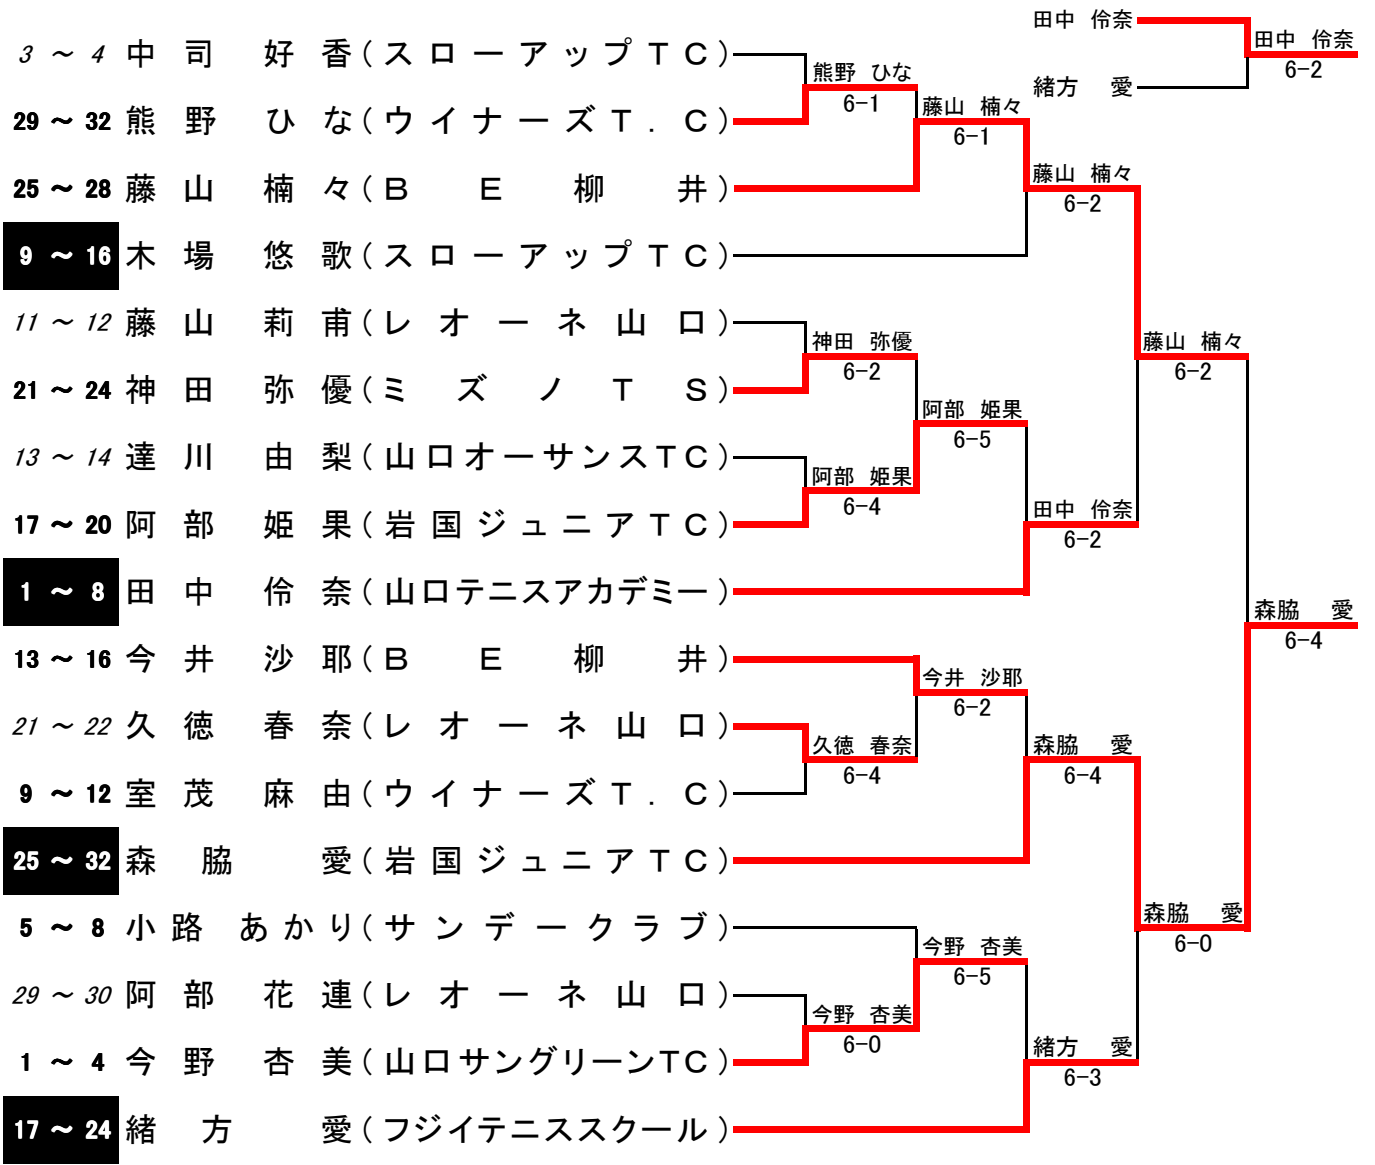 田中 伶奈
田中 伶奈
6-2
緒方 愛
3 ～ 4 中司 好香(スローアップTC)
熊野 ひな
6-1
29 ～ 32 熊野 ひな(ウイナーズT.C)
藤山 楠々
6-1
25 ～ 28 藤山 楠々(BE柳井)
藤山 楠々
6-2
9 ～ 16 木場 悠歌(スローアップTC)
11 ～ 12 藤山 莉甫(レオーネ山口)
神田 弥優
6-2
藤山 楠々
6-2
21 ～ 24 神田 弥優(ミズノTS)
阿部 姫果
6-5
13 ～ 14 達川 由梨(山口オーサンスTC)
阿部 姫果
6-4
17 ～ 20 阿部 姫果(岩国ジュニアTC)
田中 伶奈
6-2
1 ～ 8 田中 伶奈(山口テニスアカデミー)
森脇 愛
6-4
13 ～ 16 今井 沙耶(BE柳井)
今井 沙耶
6-2
21 ～ 22 久徳 春奈(レオーネ山口)
久徳 春奈
6-4
森脇 愛
6-4
9 ～ 12 室茂 麻由(ウイナーズT.C)
25 ～ 32 森脇 愛(岩国ジュニアTC)
森脇 愛
6-0
5 ～ 8 小路 あかり(サンデークラブ)
今野 杏美
6-5
29 ～ 30 阿部 花連(レオーネ山口)
今野 杏美
6-0
1 ～ 4 今野 杏美(山口サングリーンTC)
緒方 愛
6-3
17 ～ 24 緒方 愛(フジイテニススクール)